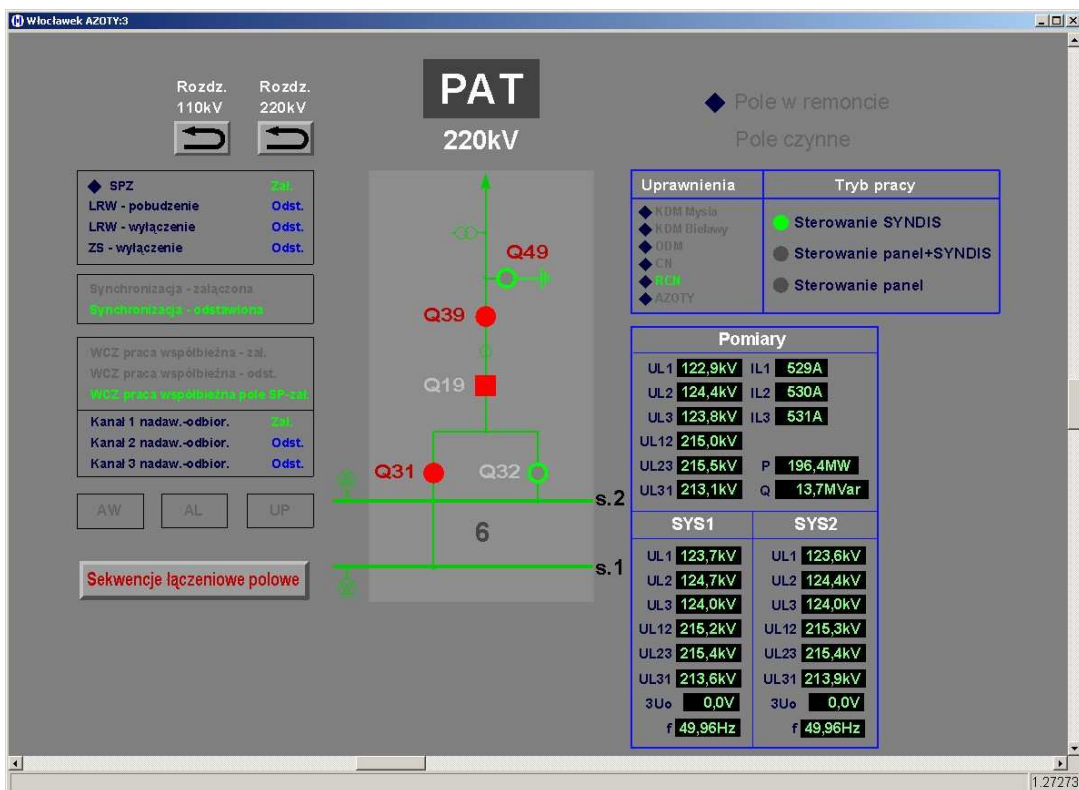 Włocławek AZOTY:3
Rozdz. Rozdz.
110kV 220kV
PAT
220kV
Pole w remoncie
Pole czynne
SPZ Zał.
LRW - pobudzenie Odst.
LRW - wyłączenie Odst.
ZS - wyłączenie Odst.
Synchronizacja - załączona
Synchronizacja - odstawiona
WCZ praca współbieżna - zał.
WCZ praca współbieżna - odst.
WCZ praca współbieżna pole SP-zał.
Kanał 1 nadaw.-odbior. Zał.
Kanał 2 nadaw.-odbior. Odst.
Kanał 3 nadaw.-odbior. Odst.
AW AL UP
Sekwencje łączeniowe polowe
Q49
Q39
Q19
Q31 Q32
s.2
6
s.1
Uprawnienia Tryb pracy
KDM Mysia
KDM Bielawy
ODM
CN
RCN
AZOTY
Sterowanie SYNDIS
Sterowanie panel+SYNDIS
Sterowanie panel
Pomiary
UL1 122,9kV IL1 529A
UL2 124,4kV IL2 530A
UL3 123,8kV IL3 531A
UL12 215,0kV
UL23 215,5kV P 196,4MW
UL31 213,1kV Q 13,7MVar
SYS1 SYS2
UL1 123,7kV UL1 123,6kV
UL2 124,7kV UL2 124,4kV
UL3 124,0kV UL3 124,0kV
UL12 215,2kV UL12 215,3kV
UL23 215,4kV UL23 215,4kV
UL31 213,6kV UL31 213,9kV
3Uo 0,0V 3Uo 0,0V
f 49,96Hz f 49,96Hz
1.27273